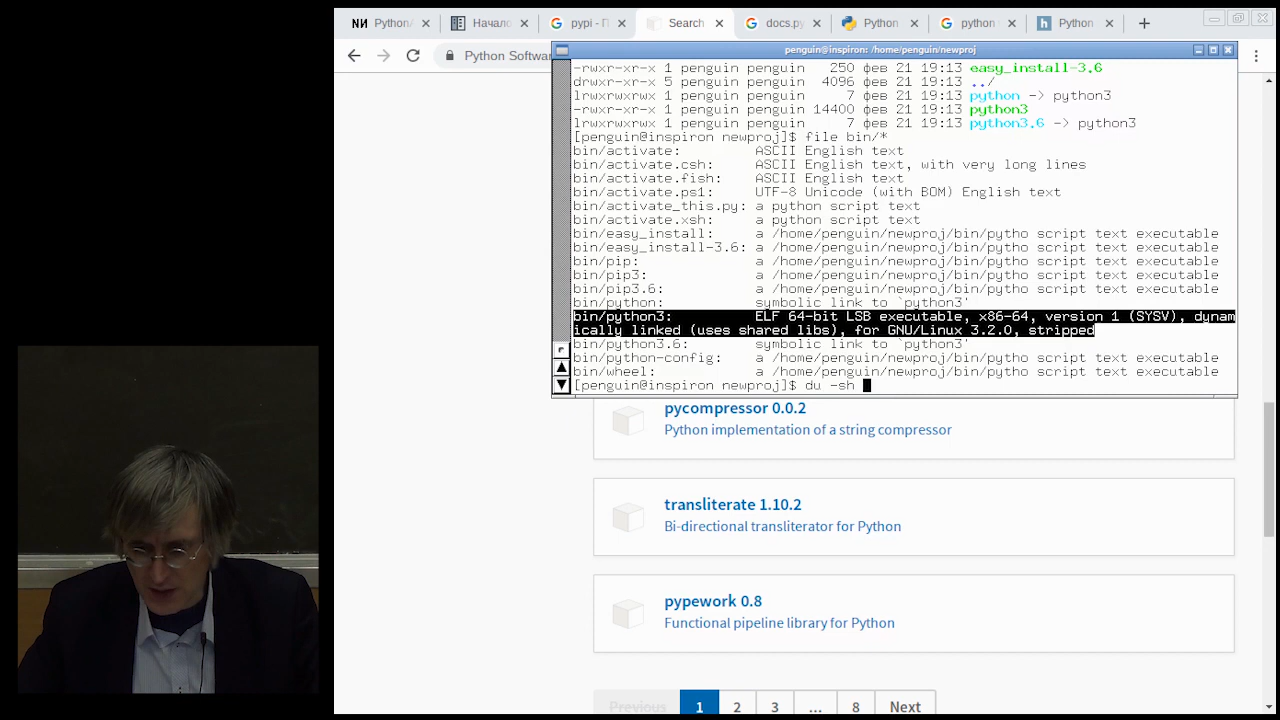 PythonA
Начало
pypi - П
Search
docs.py
Python
python
Python
Python Softwa
penguin@inspiron: /home/penguin/newproj
-rwxr-xr-x 1 penguin penguin 250 фев 21 19:13 easy_install-3.6
drwxr-xr-x 5 penguin penguin 4096 фев 21 19:13 ../
lrwxrwxrwx 1 penguin penguin 7 фев 21 19:13 python -> python3
-rwxr-xr-x 1 penguin penguin 14400 фев 21 19:13 python3
lrwxrwxrwx 1 penguin penguin 7 фев 21 19:13 python3.6 -> python3
[penguin@inspiron newproj]$ file bin/*
bin/activate: ASCII English text
bin/activate.csh: ASCII English text, with very long lines
bin/activate.fish: ASCII English text
bin/activate.ps1: UTF-8 Unicode (with BOM) English text
bin/activate_this.py: a python script text
bin/activate.xsh: a python script text
bin/easy_install: a /home/penguin/newproj/bin/pytho script text executable
bin/easy_install-3.6: a /home/penguin/newproj/bin/pytho script text executable
bin/pip: a /home/penguin/newproj/bin/pytho script text executable
bin/pip3: a /home/penguin/newproj/bin/pytho script text executable
bin/pip3.6: a /home/penguin/newproj/bin/pytho script text executable
bin/python: symbolic link to `python3'
bin/python3: ELF 64-bit LSB executable, x86-64, version 1 (SYSV), dynam
ically linked (uses shared libs), for GNU/Linux 3.2.0, stripped
bin/python3.6: symbolic link to `python3'
bin/python-config: a /home/penguin/newproj/bin/pytho script text executable
bin/wheel: a /home/penguin/newproj/bin/pytho script text executable
[penguin@inspiron newproj]$ du -sh
pycompressor 0.0.2
Python implementation of a string compressor
transliterate 1.10.2
Bi-directional transliterator for Python
pypework 0.8
Functional pipeline library for Python
Previous 1 2 3 ... 8 Next